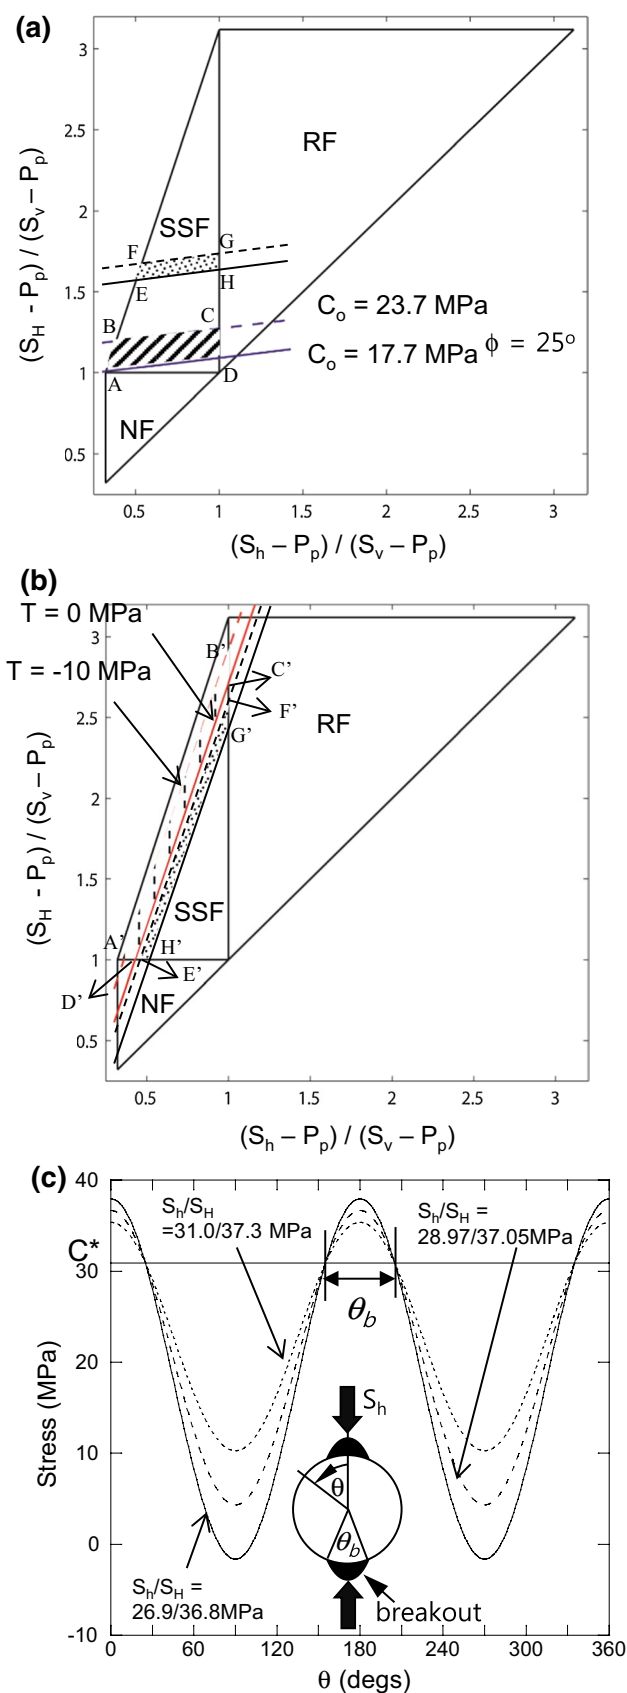 (a)
3
2.5
2
1.5
1
0.5
(S_H - P_p) / (S_v – P_p)
RF
SSF
F
G
E
H
B
C
A
D
NF
C_o = 23.7 MPa
C_o = 17.7 MPa ϕ = 25°
0.5 1 1.5 2 2.5 3
(S_h – P_p) / (S_v – P_p)
(b)
T = 0 MPa
T = -10 MPa
3
2.5
2
1.5
1
0.5
(S_H - P_p) / (S_v – P_p)
B'
C'
F'
G'
RF
SSF
A'
H'
E'
D'
NF
0.5 1 1.5 2 2.5 3
(S_h – P_p) / (S_v – P_p)
(c)
40
C*
30
20
10
0
-10
Stress (MPa)
S_h/S_H
=31.0/37.3 MPa
S_h/S_H =
28.97/37.05MPa
θ_b
S_h
θ
θ_b
breakout
S_h/S_H =
26.9/36.8MPa
0 60 120 180 240 300 360
θ (degs)